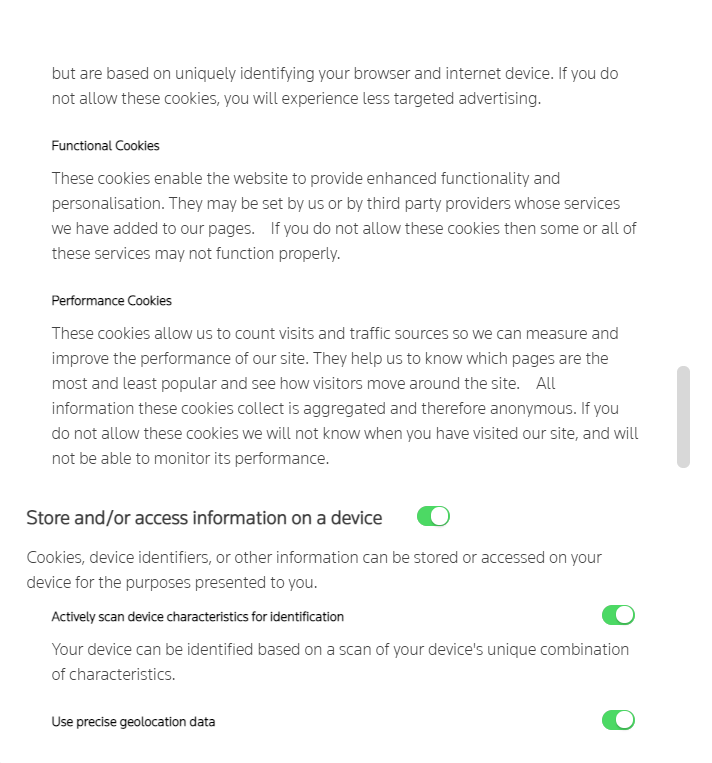 but are based on uniquely identifying your browser and internet device. If you do
not allow these cookies, you will experience less targeted advertising.
Functional Cookies
These cookies enable the website to provide enhanced functionality and
personalisation. They may be set by us or by third party providers whose services
we have added to our pages.    If you do not allow these cookies then some or all of
these services may not function properly.
Performance Cookies
These cookies allow us to count visits and traffic sources so we can measure and
improve the performance of our site. They help us to know which pages are the
most and least popular and see how visitors move around the site.    All
information these cookies collect is aggregated and therefore anonymous. If you
do not allow these cookies we will not know when you have visited our site, and will
not be able to monitor its performance.
Store and/or access information on a device
Cookies, device identifiers, or other information can be stored or accessed on your
device for the purposes presented to you.
Actively scan device characteristics for identification
Your device can be identified based on a scan of your device's unique combination
of characteristics.
Use precise geolocation data